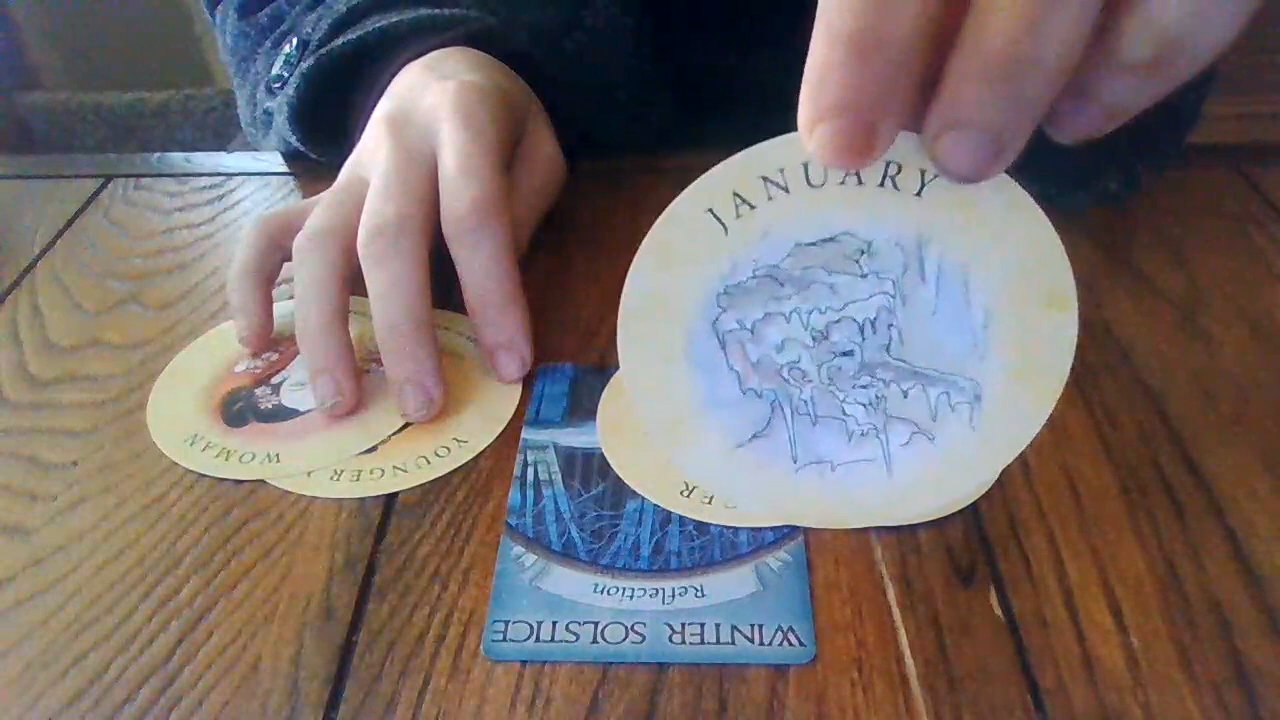 JANUARY
WOMAN
YOUNGER
Reflection
WINTER SOLSTICE